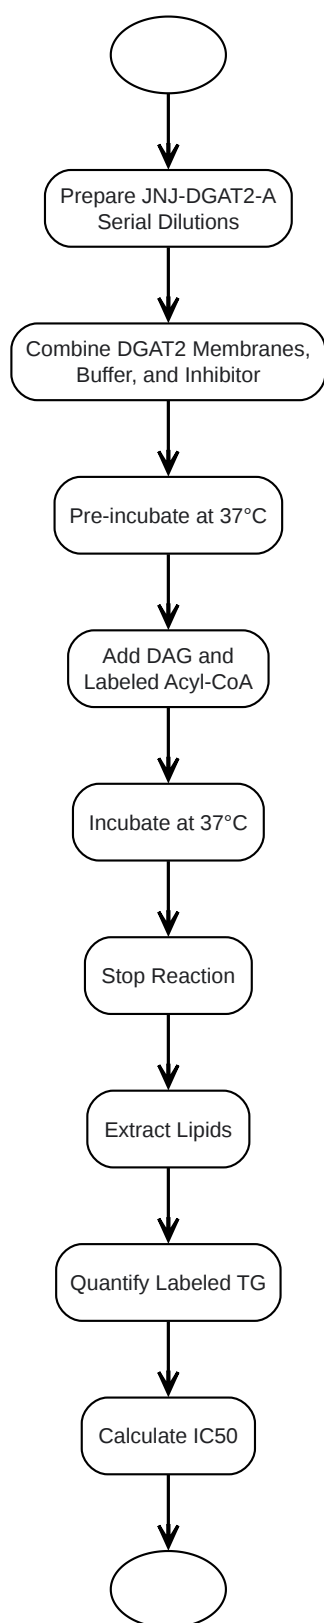 Prepare JNJ-DGAT2-A
Serial Dilutions
Combine DGAT2 Membranes,
Buffer, and Inhibitor
Pre-incubate at 37°C
Add DAG and
Labeled Acyl-CoA
Incubate at 37°C
Stop Reaction
Extract Lipids
Quantify Labeled TG
Calculate IC50